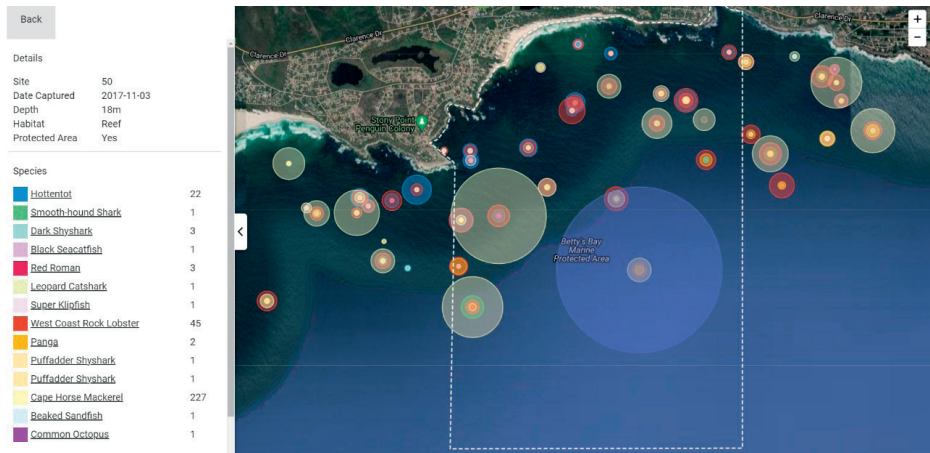 Back
Details
Site 50
Date Captured 2017-11-03
Depth 18m
Habitat Reef
Protected Area Yes
Species
Hottentot 22
Smooth-hound Shark 1
Dark Shyshark 3
Black Seacatfish 1
Red Roman 3
Leopard Catshark 1
Super Klipfish 1
West Coast Rock Lobster 45
Panga 2
Puffadder Shyshark 1
Puffadder Shyshark 1
Cape Horse Mackerel 227
Beaked Sandfish 1
Common Octopus 1
Clarence Dr
Clarence Dr
Clarence Dr
Clarence Dr
Stony Point
Penguin Colony
Betty's Bay
Marine
Protected Area
+
−